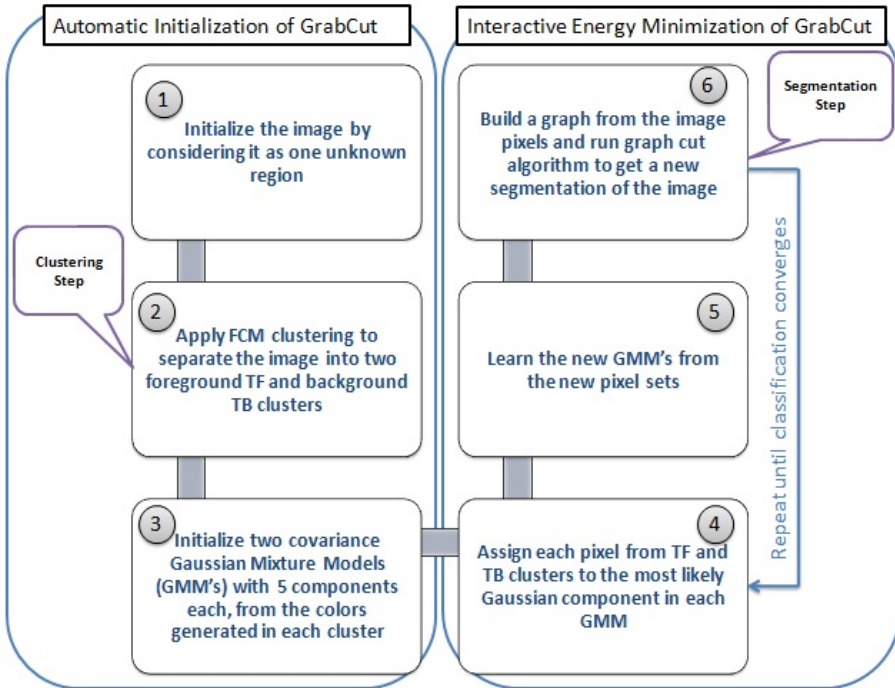 Automatic Initialization of GrabCut
1
Initialize the image by
considering it as one unknown
region
Clustering
Step
2
Apply FCM clustering to
separate the image into two
foreground TF and background
TB clusters
3
Initialize two covariance
Gaussian Mixture Models
(GMM's) with 5 components
each, from the colors
generated in each cluster
Interactive Energy Minimization of GrabCut
6
Build a graph from the image
pixels and run graph cut
algorithm to get a new
segmentation of the image
Segmentation
Step
5
Learn the new GMM's from
the new pixel sets
4
Assign each pixel from TF and
TB clusters to the most likely
Gaussian component in each
GMM
Repeat until classification converges